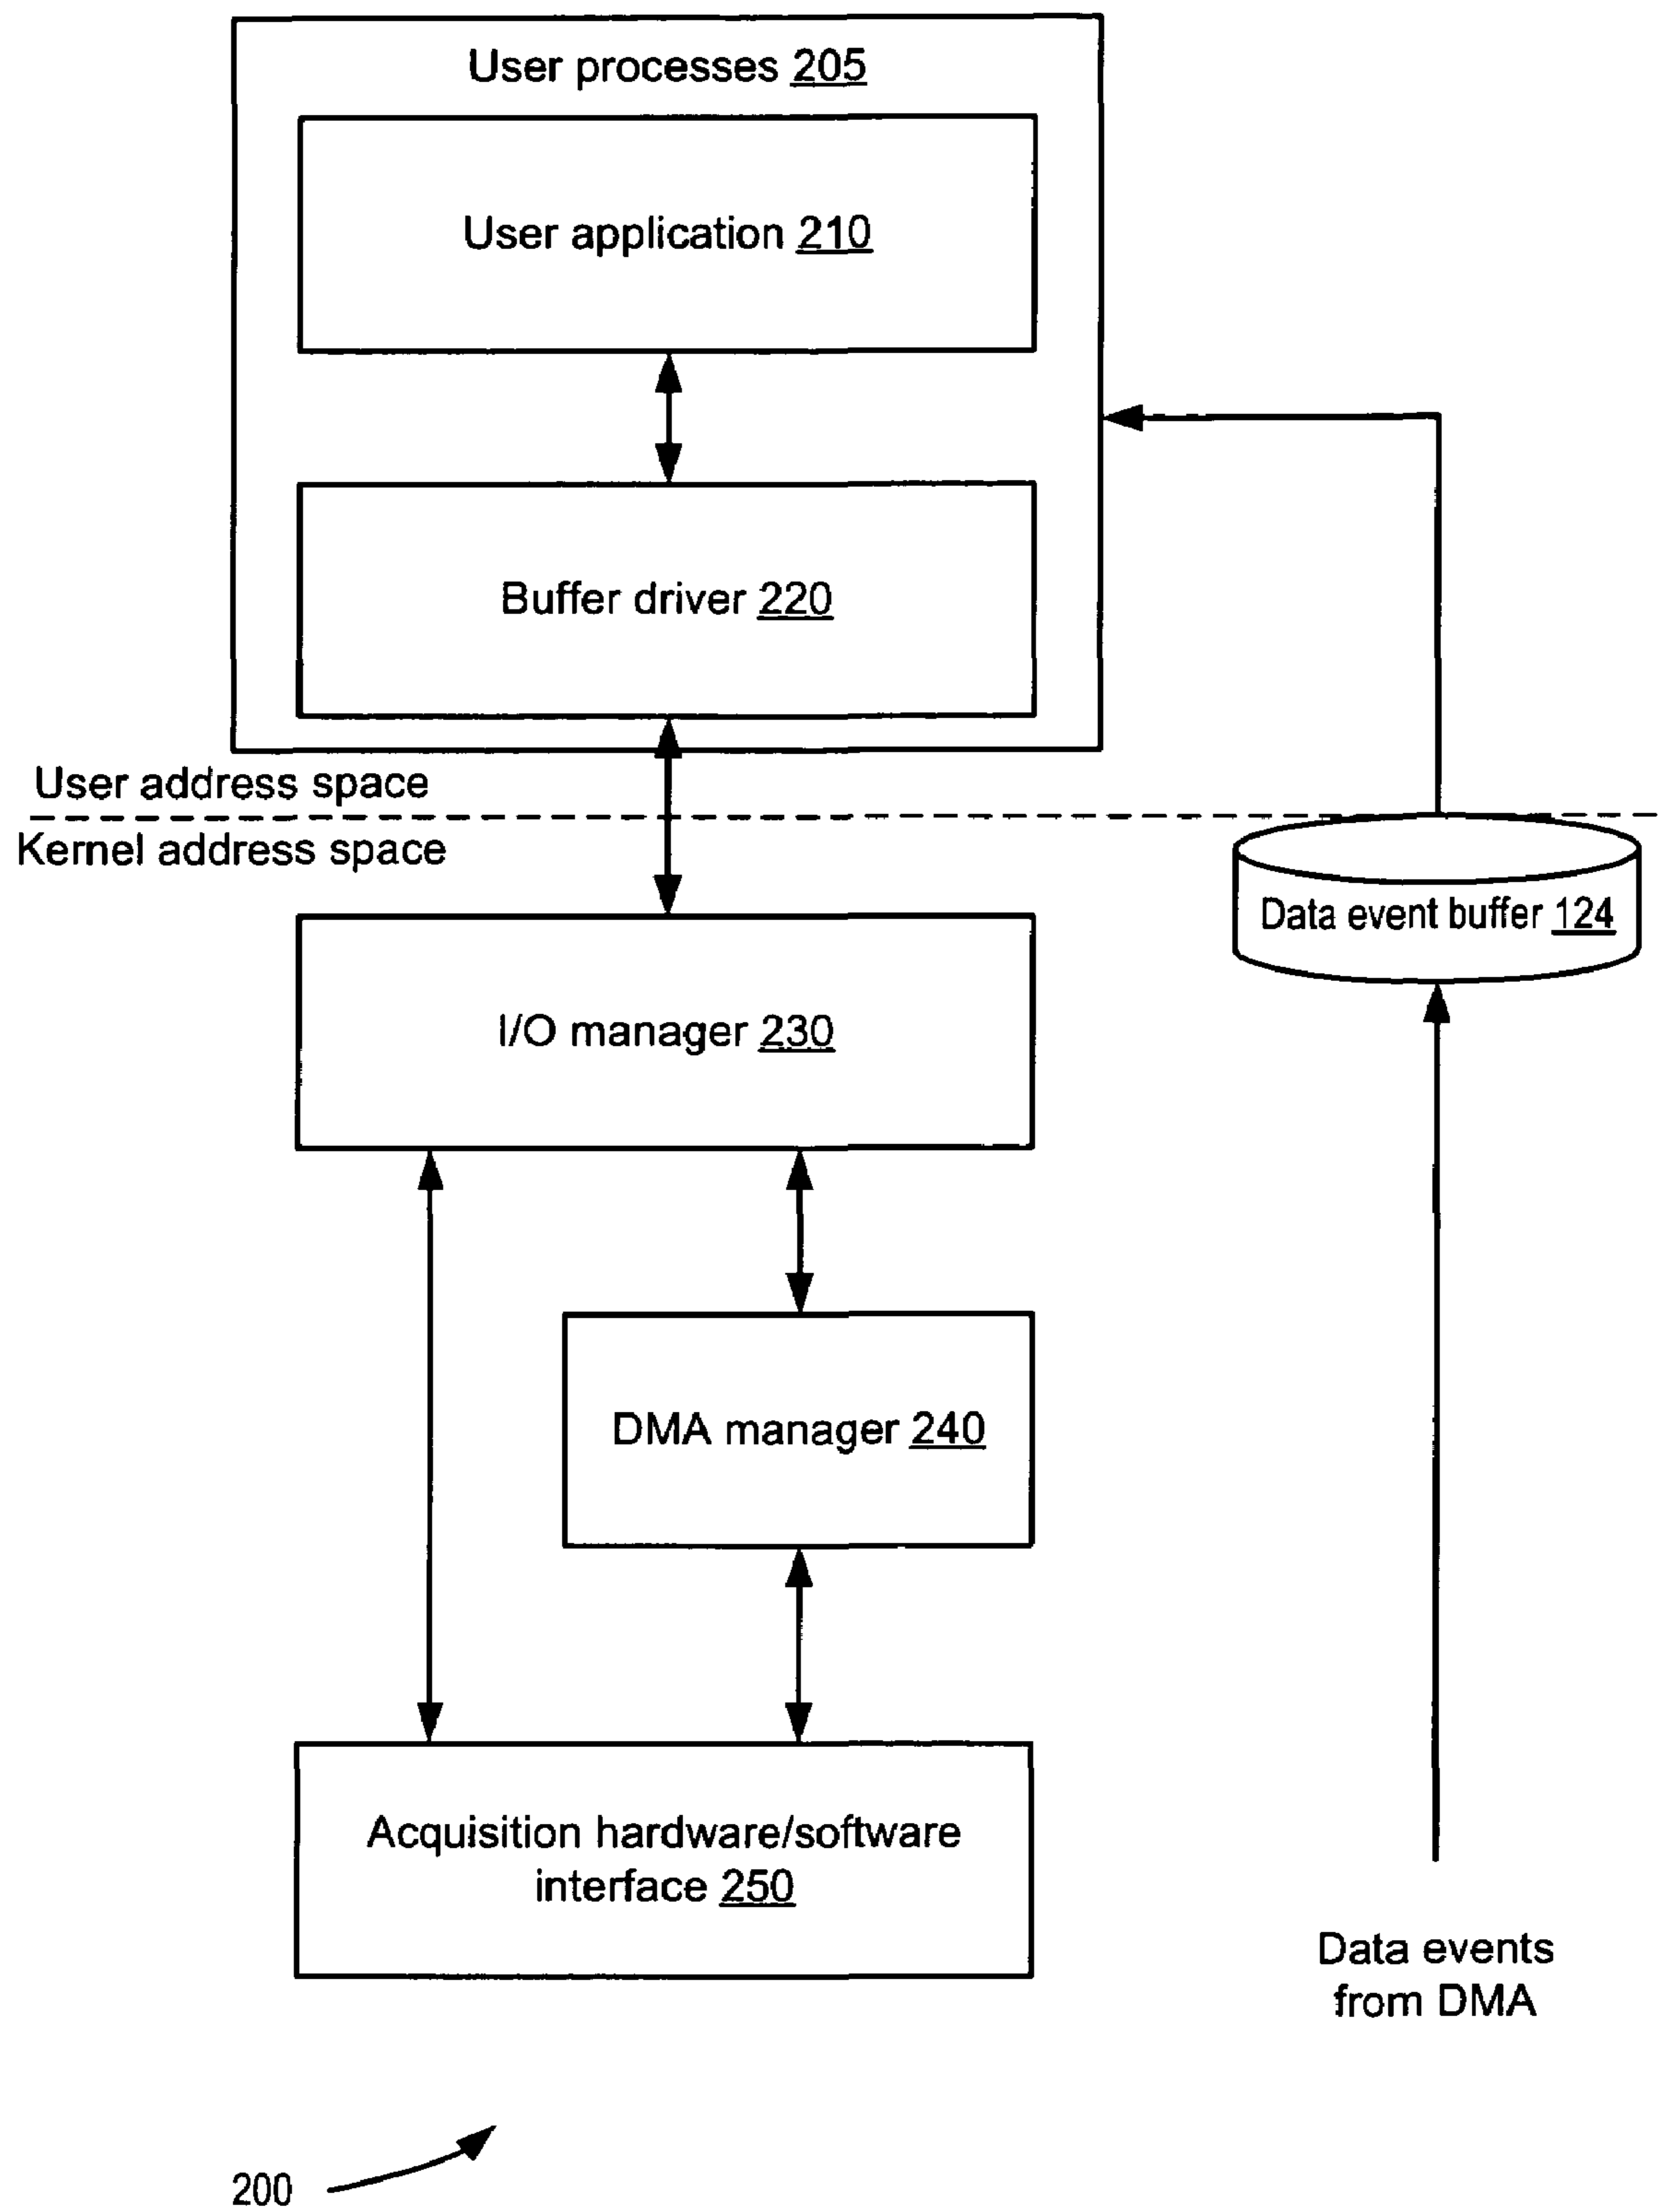 User processes 205
User application 210
Buffer driver 220
User address space
Kernel address space
Data event buffer 124
I/O manager 230
DMA manager 240
Acquisition hardware/software
interface 250
Data events
from DMA
200